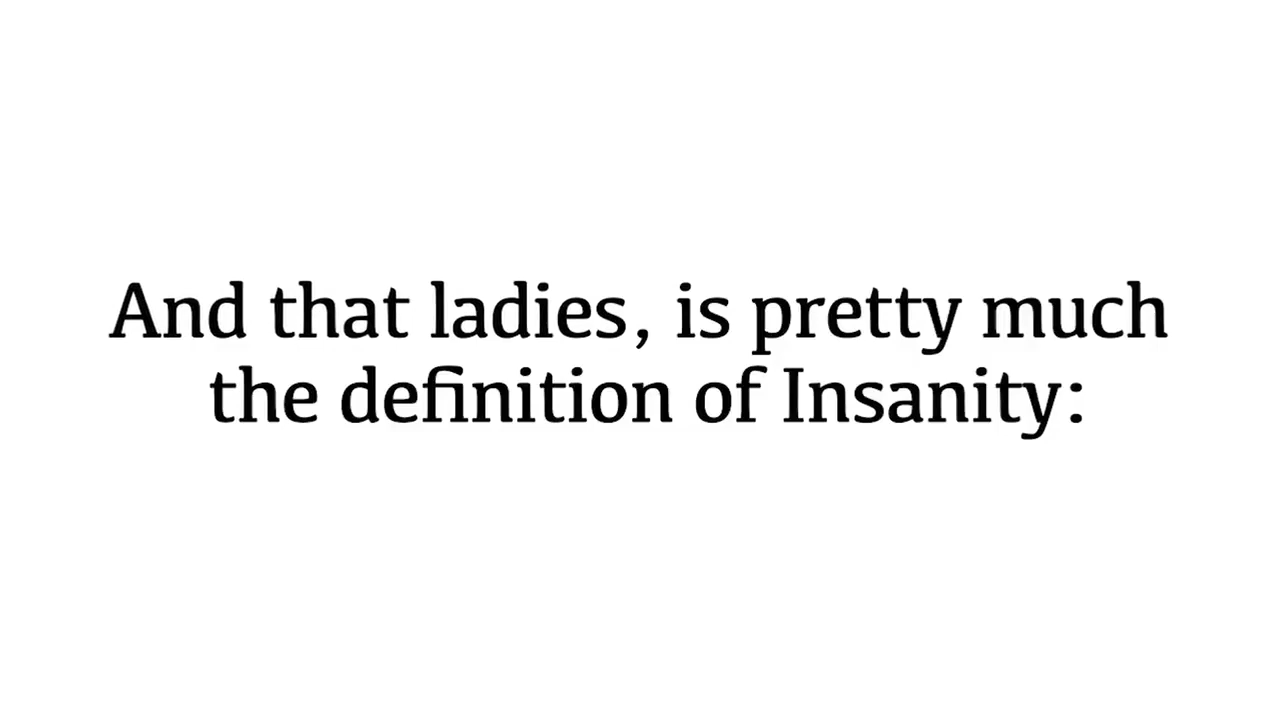 And that ladies, is pretty much
the definition of Insanity: